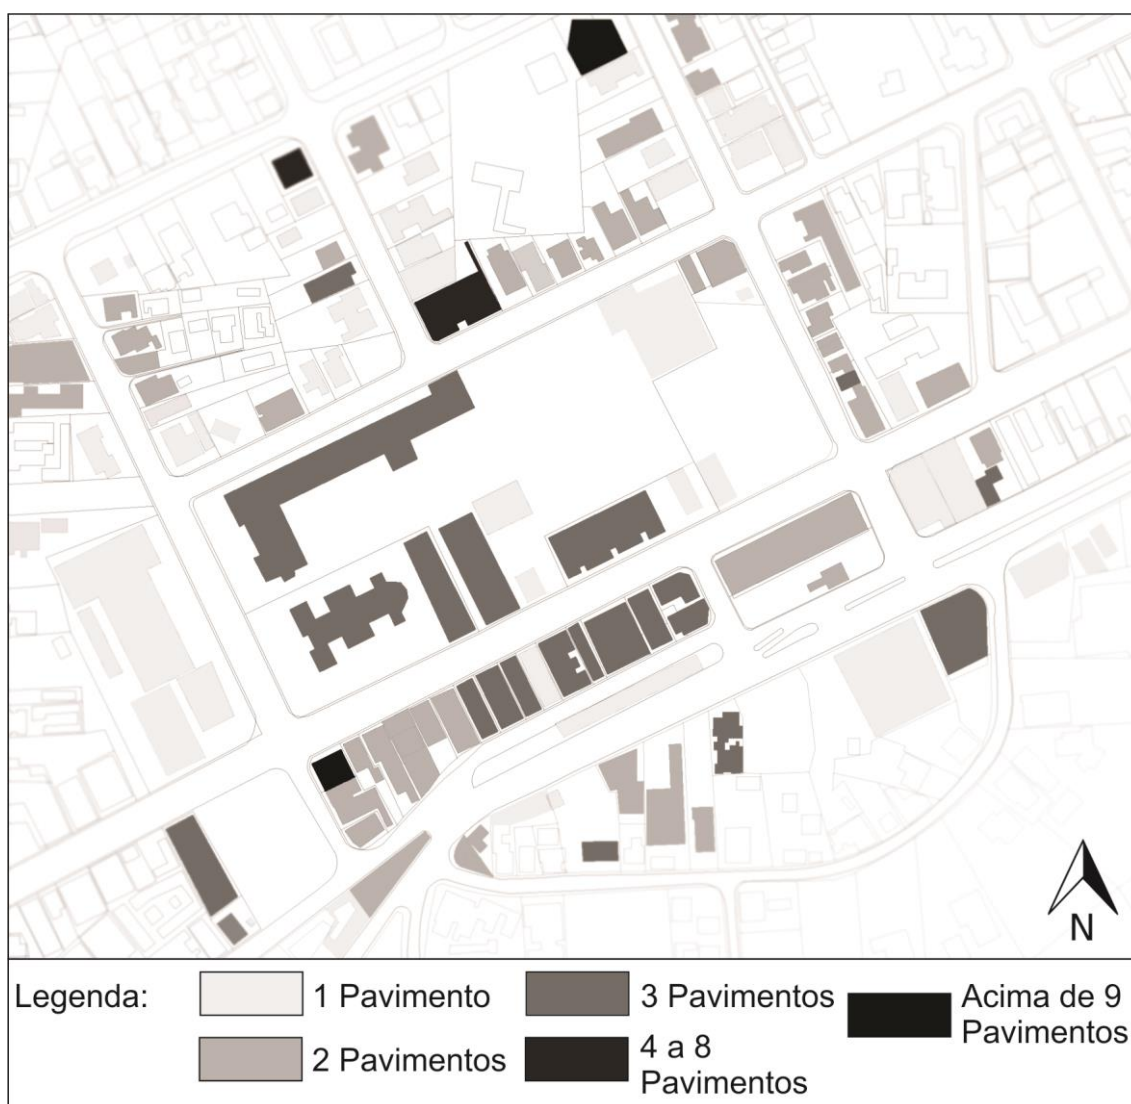 N
Legenda:
1 Pavimento
2 Pavimentos
3 Pavimentos
4 a 8
Pavimentos
Acima de 9
Pavimentos